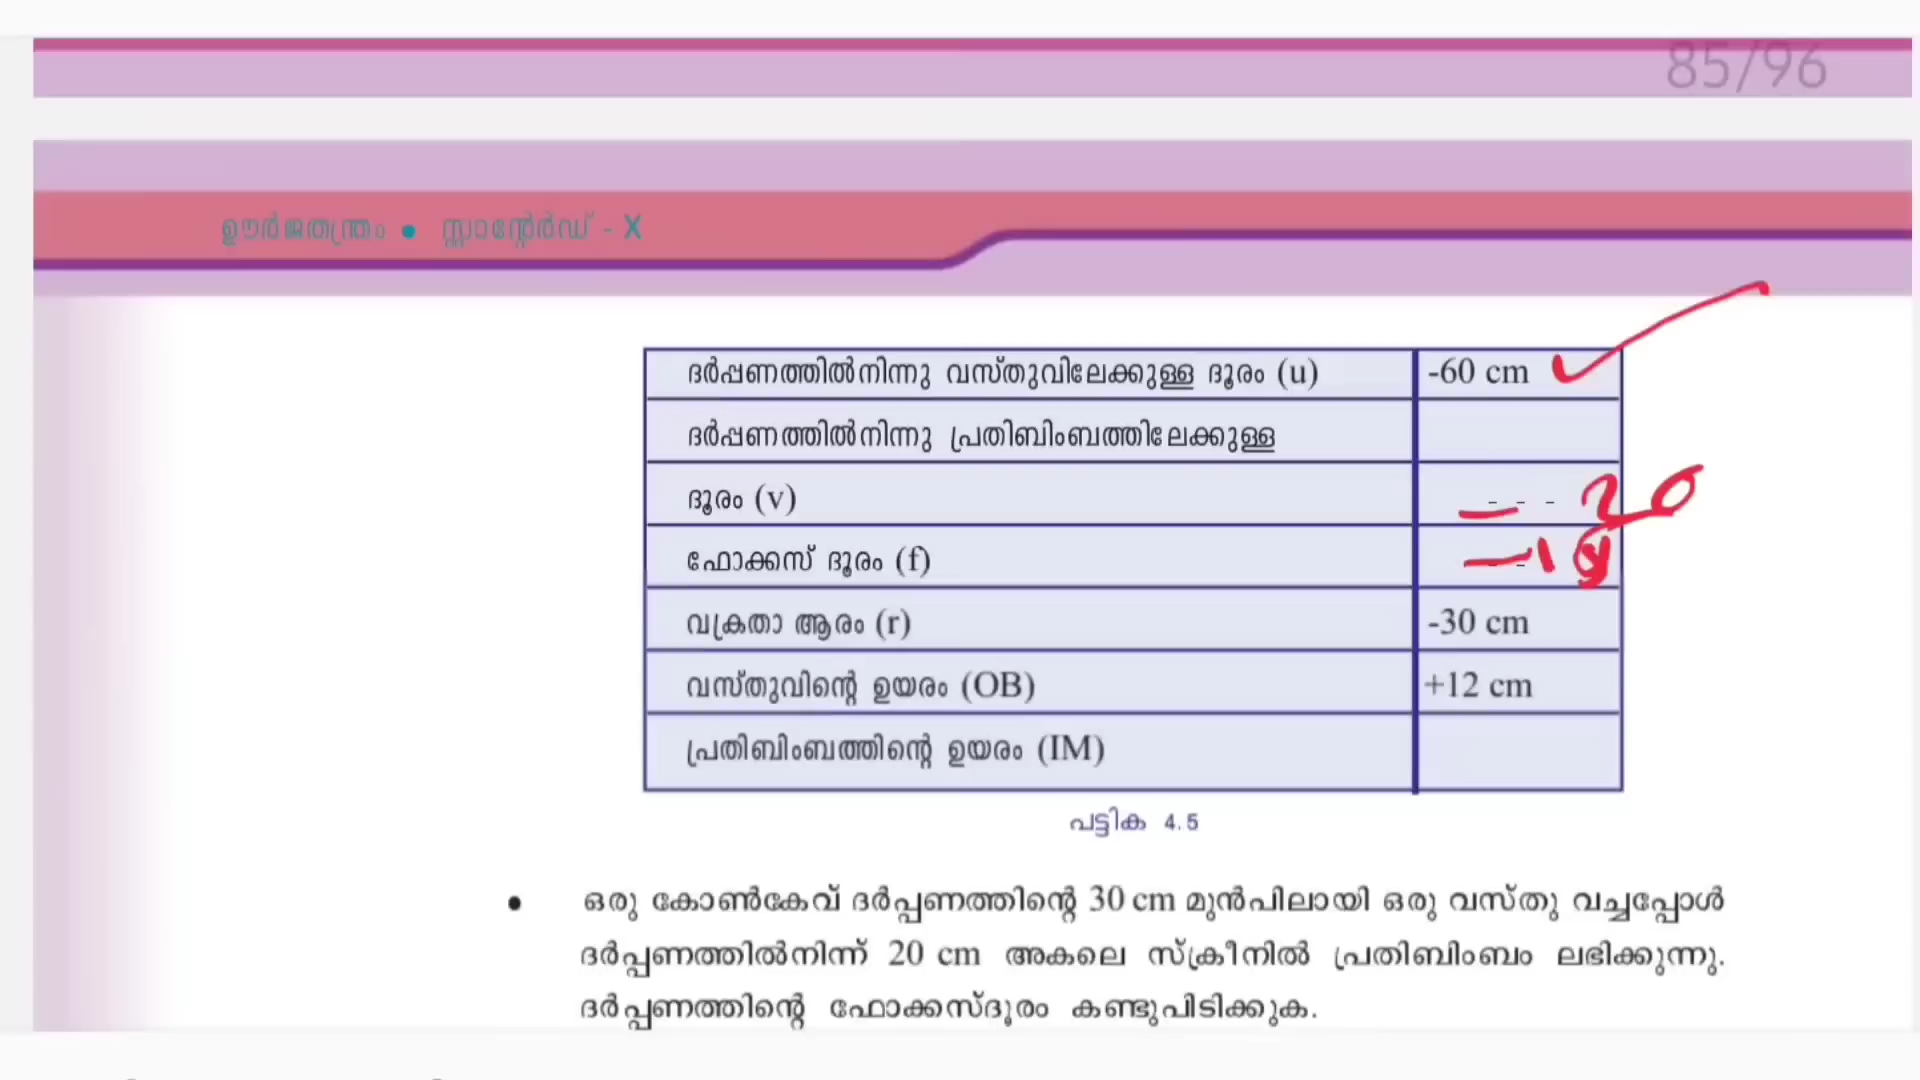 85/96
ഊർജതന്ത്രം • സ്റ്റാന്റേർഡ് - X
ദർപ്പണത്തിൽനിന്നു വസ്തുവിലേക്കുള്ള ദൂരം (u) -60 cm
ദർപ്പണത്തിൽനിന്നു പ്രതിബിംബത്തിലേക്കുള്ള
ദൂരം (v) - 20
ഫോക്കസ് ദൂരം (f) -15
വക്രതാ ആരം (r) -30 cm
വസ്തുവിന്റെ ഉയരം (OB) +12 cm
പ്രതിബിംബത്തിന്റെ ഉയരം (IM)
പട്ടിക 4.5
• ഒരു കോൺകേവ് ദർപ്പണത്തിന്റെ 30 cm മുൻപിലായി ഒരു വസ്തു വച്ചപ്പോൾ
ദർപ്പണത്തിൽനിന്ന് 20 cm അകലെ സ്ക്രീനിൽ പ്രതിബിംബം ലഭിക്കുന്നു.
ദർപ്പണത്തിന്റെ ഫോക്കസ്ദൂരം കണ്ടുപിടിക്കുക.